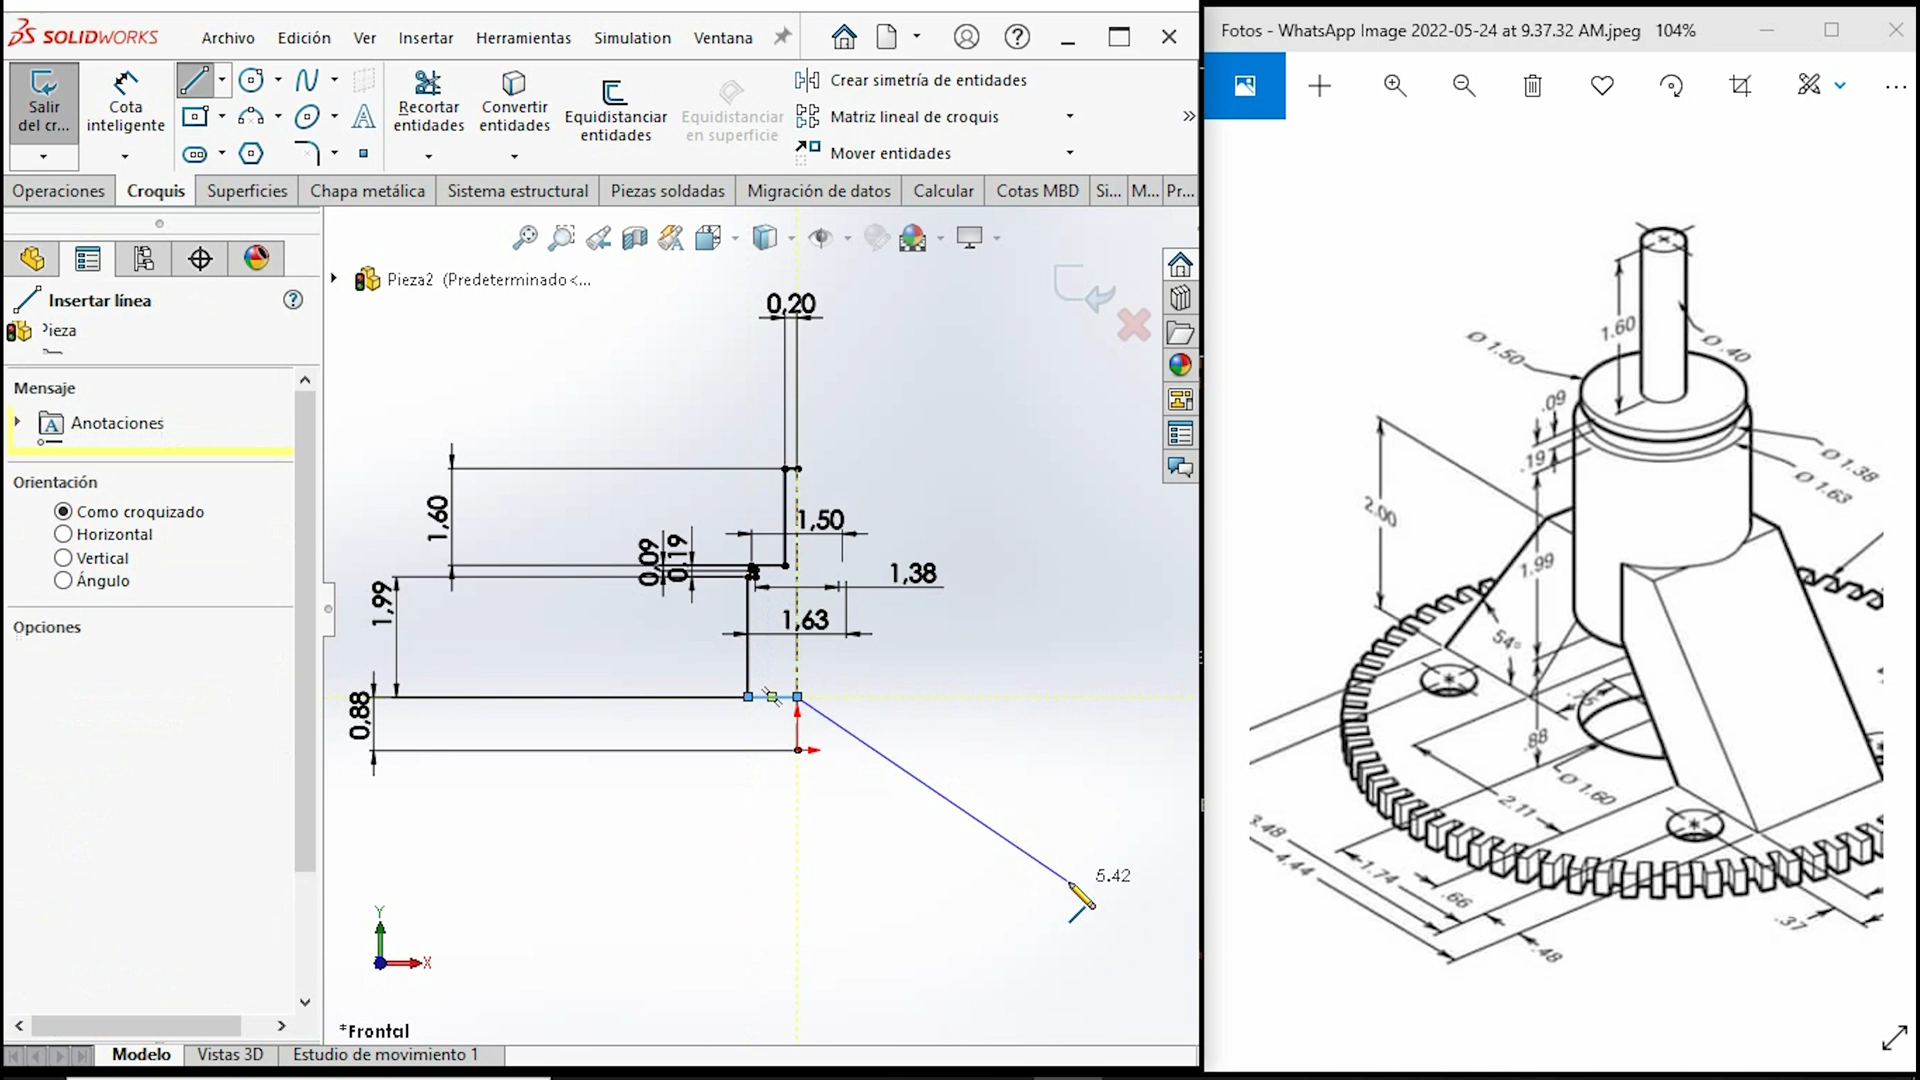 SOLIDWORKS
Archivo
Edición
Ver
Insertar
Herramientas
Simulation
Ventana
Salir
del cr...
Cota
inteligente
Recortar
entidades
Convertir
entidades
Equidistanciar
entidades
Equidistanciar
en superficie
Crear simetría de entidades
Matriz lineal de croquis
Mover entidades
Operaciones
Croquis
Superficies
Chapa metálica
Sistema estructural
Piezas soldadas
Migración de datos
Calcular
Cotas MBD
Si...
M...
Pr...
Insertar línea
Pieza
Mensaje
Anotaciones
Orientación
Como croquizado
Horizontal
Vertical
Ángulo
Opciones
Pieza2 (Predeterminado<...
0,20
1,60
1,50
0,09
0,19
1,38
1,99
1,63
0,88
5.42
Y
X
*Frontal
Modelo
Vistas 3D
Estudio de movimiento 1
Fotos - WhatsApp Image 2022-05-24 at 9.37.32 AM.jpeg 104%
1.60
Ø 1.50
Ø .40
.09
.19
Ø 1.38
Ø 1.63
2.00
1.99
54°
.75
.88
Ø 1.60
2.11
3.48
4.44
1.74
.66
.48
.37